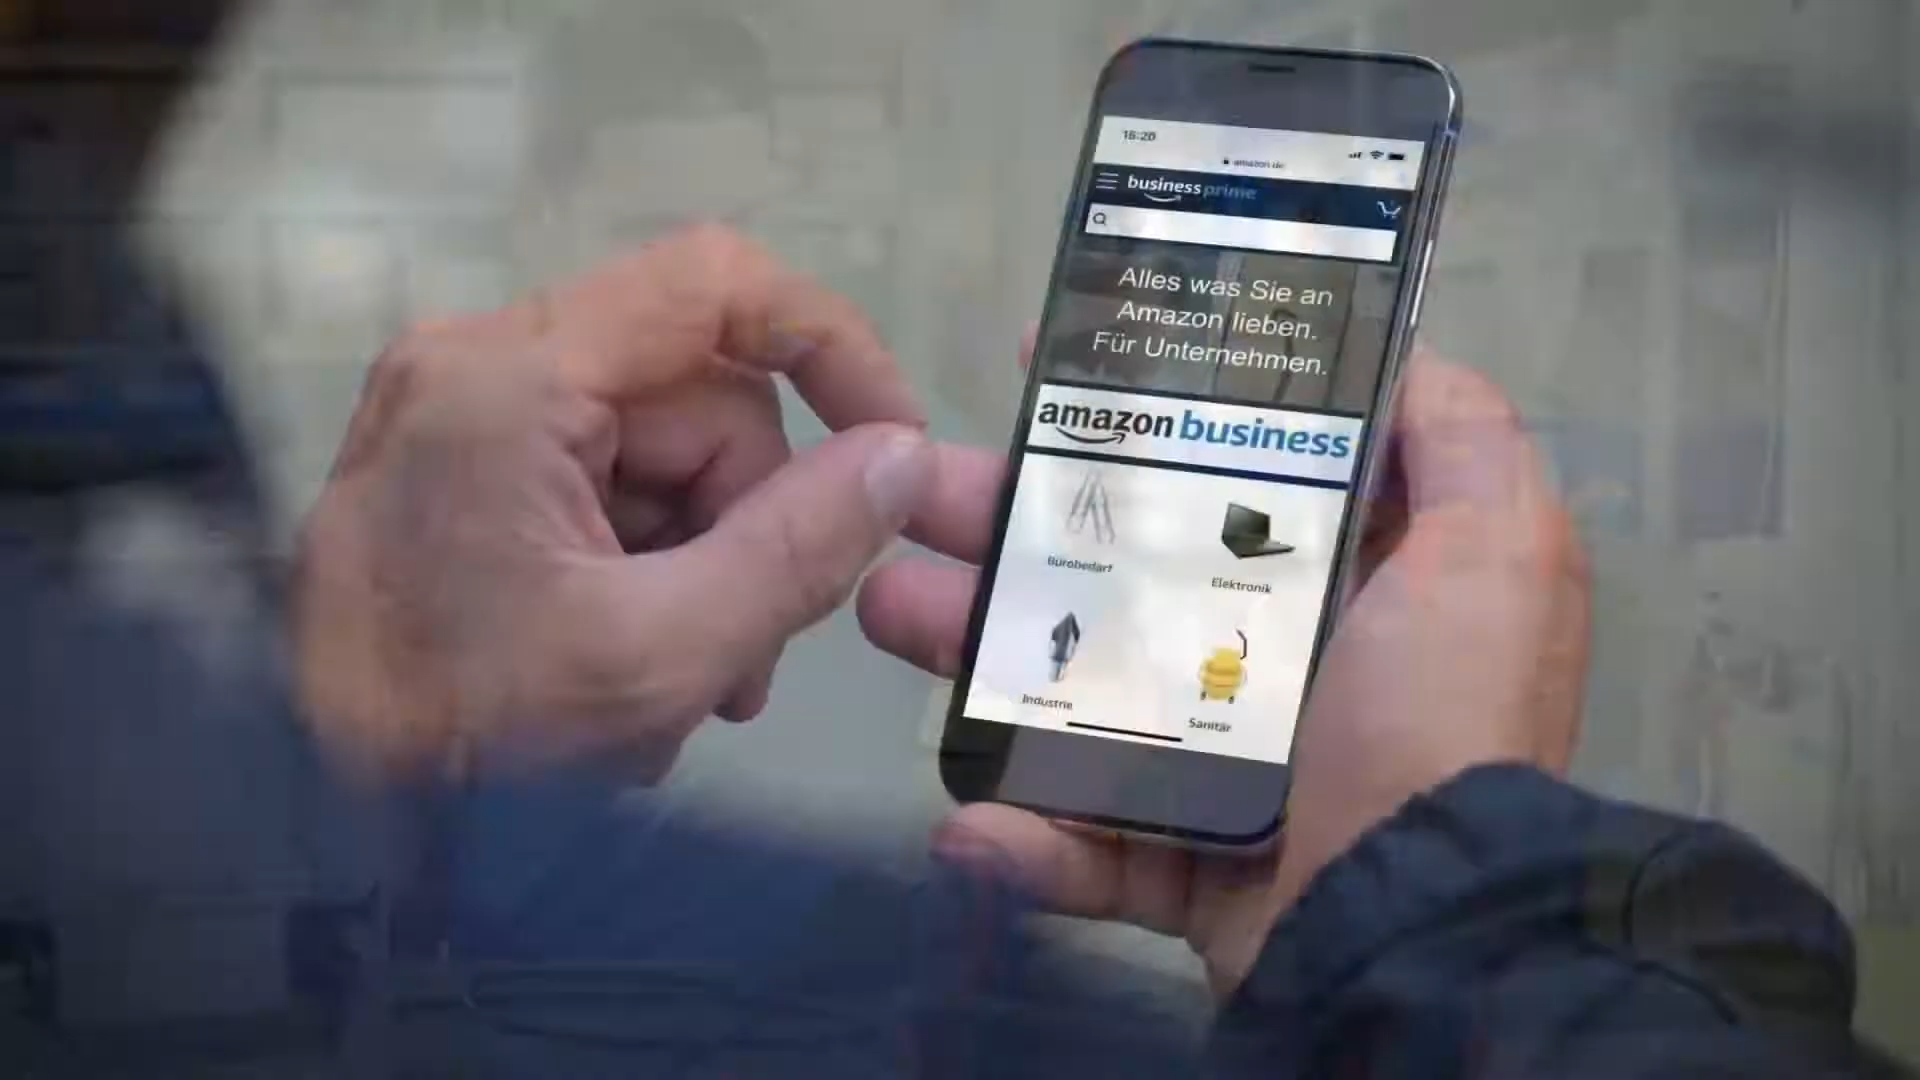 16:20
amazon.de
business prime
Alles was Sie an
Amazon lieben.
Für Unternehmen.
amazon business
Bürobedarf
Elektronik
Industrie
Sanitär